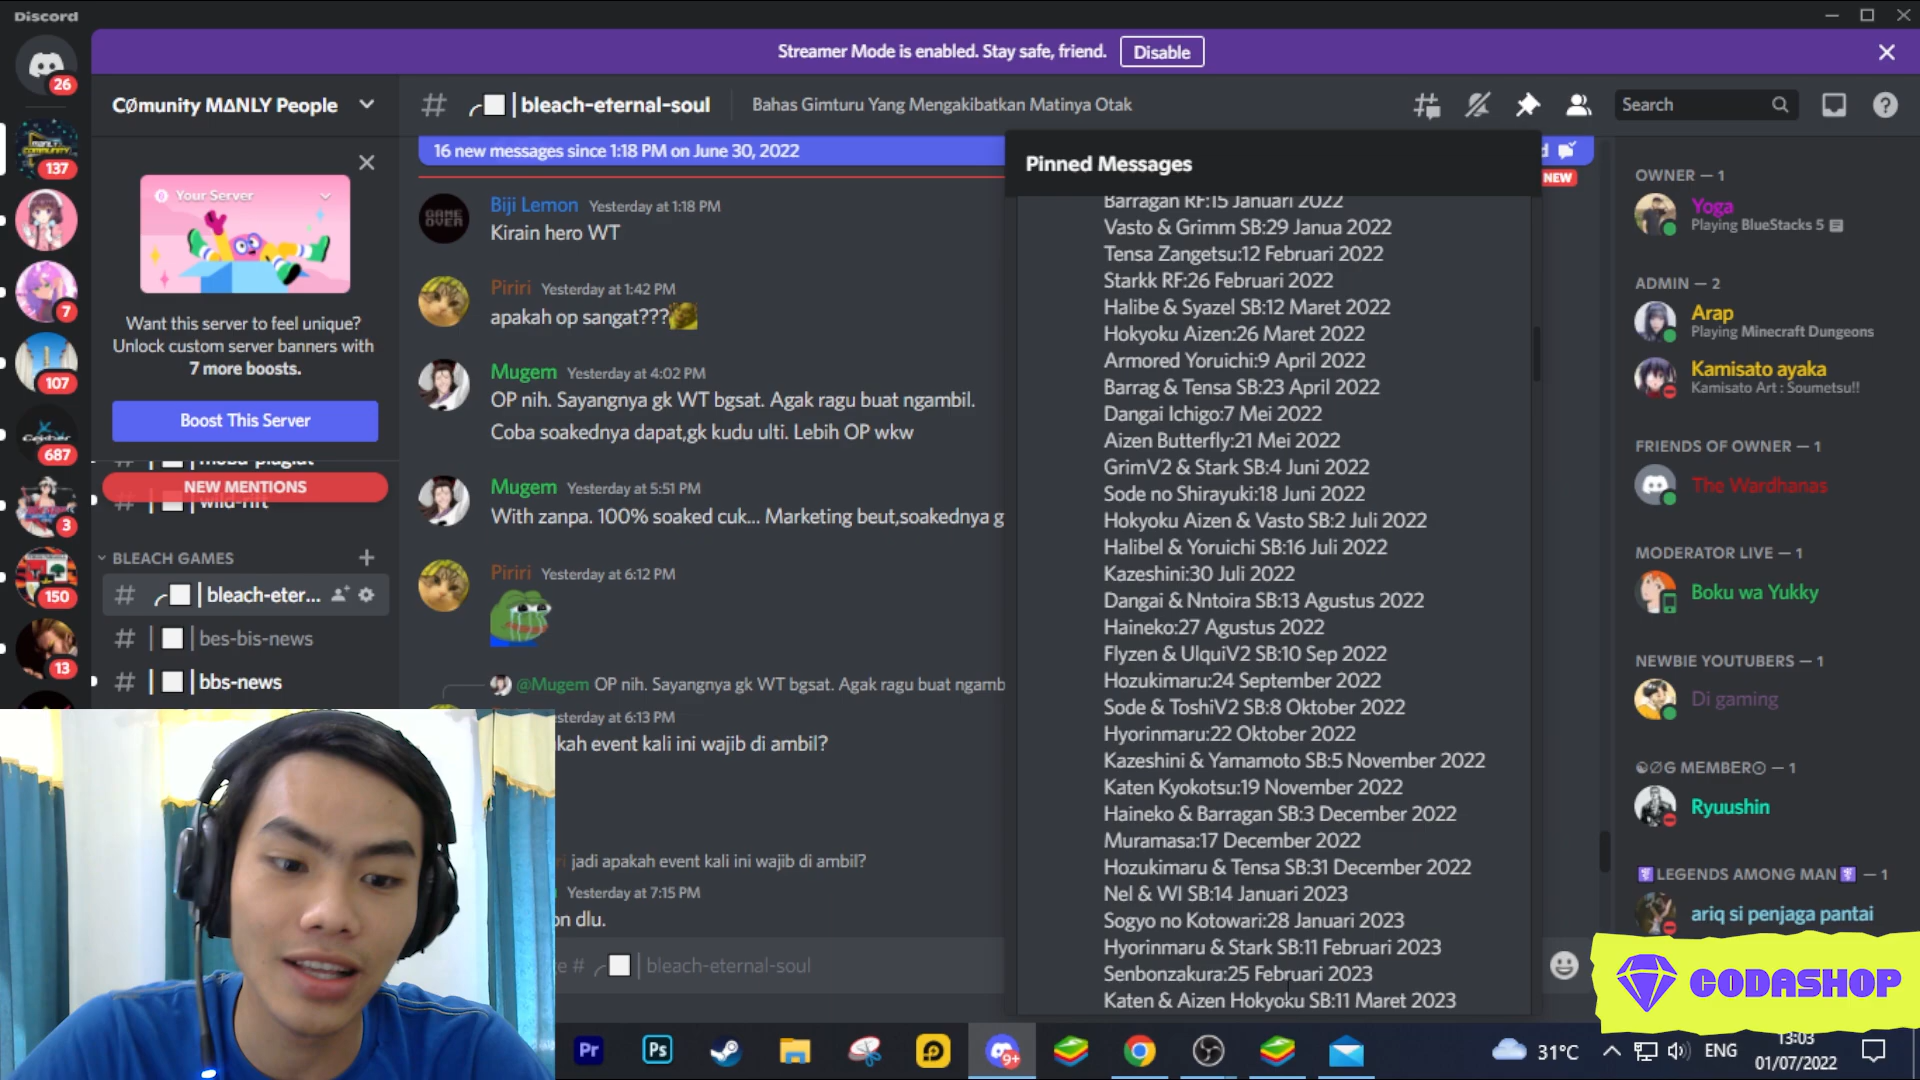 Discord
Streamer Mode is enabled. Stay safe, friend.
Disable
26
137
7
107
687
3
150
13
CØmunity MΔNLY People
Your Server
Want this server to feel unique?
Unlock custom server banners with
7 more boosts.
Boost This Server
NEW MENTIONS
wild-rift
BLEACH GAMES
bleach-eter...
bes-bis-news
bbs-news
bleach-eternal-soul
Bahas Gimturu Yang Mengakibatkan Matinya Otak
Search
16 new messages since 1:18 PM on June 30, 2022
NEW
GAME
OVER
Biji Lemon Yesterday at 1:18 PM
Kirain hero WT
Piriri Yesterday at 1:42 PM
apakah op sangat???
Mugem Yesterday at 4:02 PM
OP nih. Sayangnya gk WT bgsat. Agak ragu buat ngambil.
Coba soakednya dapat,gk kudu ulti. Lebih OP wkw
Mugem Yesterday at 5:51 PM
With zanpa. 100% soaked cuk... Marketing beut,soakednya g
Piriri Yesterday at 6:12 PM
@Mugem OP nih. Sayangnya gk WT bgsat. Agak ragu buat ngamb
sterday at 6:13 PM
kah event kali ini wajib di ambil?
jadi apakah event kali ini wajib di ambil?
Yesterday at 7:15 PM
on dlu.
bleach-eternal-soul
Pinned Messages
Barragan RF:15 Januari 2022
Vasto & Grimm SB:29 Janua 2022
Tensa Zangetsu:12 Februari 2022
Starkk RF:26 Februari 2022
Halibe & Syazel SB:12 Maret 2022
Hokyoku Aizen:26 Maret 2022
Armored Yoruichi:9 April 2022
Barrag & Tensa SB:23 April 2022
Dangai Ichigo:7 Mei 2022
Aizen Butterfly:21 Mei 2022
GrimV2 & Stark SB:4 Juni 2022
Sode no Shirayuki:18 Juni 2022
Hokyoku Aizen & Vasto SB:2 Juli 2022
Halibel & Yoruichi SB:16 Juli 2022
Kazeshini:30 Juli 2022
Dangai & Nntoira SB:13 Agustus 2022
Haineko:27 Agustus 2022
Flyzen & UlquiV2 SB:10 Sep 2022
Hozukimaru:24 September 2022
Sode & ToshiV2 SB:8 Oktober 2022
Hyorinmaru:22 Oktober 2022
Kazeshini & Yamamoto SB:5 November 2022
Katen Kyokotsu:19 November 2022
Haineko & Barragan SB:3 December 2022
Muramasa:17 December 2022
Hozukimaru & Tensa SB:31 December 2022
Nel & WI SB:14 Januari 2023
Sogyo no Kotowari:28 Januari 2023
Hyorinmaru & Stark SB:11 Februari 2023
Senbonzakura:25 Februari 2023
Katen & Aizen Hokyoku SB:11 Maret 2023
OWNER — 1
Yoga
Playing BlueStacks 5
ADMIN — 2
Arap
Playing Minecraft Dungeons
Kamisato ayaka
Kamisato Art : Soumetsu!!
FRIENDS OF OWNER — 1
The Wardhanas
MODERATOR LIVE — 1
Boku wa Yukky
NEWBIE YOUTUBERS — 1
Di gaming
☯ØG MEMBER☉ — 1
Ryuushin
LEGENDS AMONG MAN — 1
ariq si penjaga pantai
CODASHOP
Pr
Ps
9+
31°C
ENG
13:03
01/07/2022